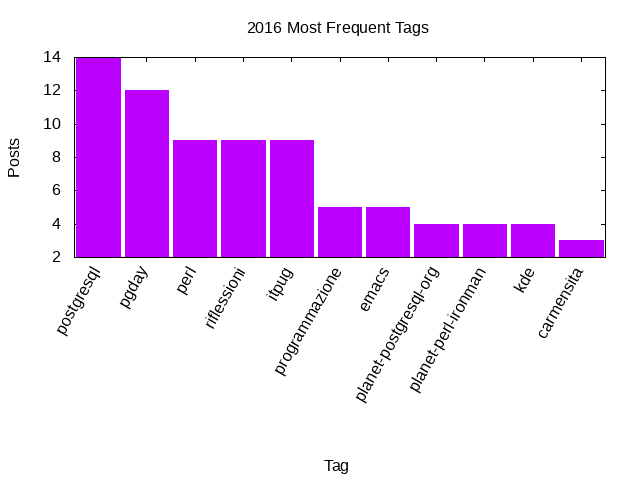 2016 Most Frequent Tags
14
12
10
8
6
4
2
Posts
postgresql
pgday
perl
riflessioni
itpug
programmazione
emacs
planet-postgresql-org
planet-perl-ironman
kde
carmensita
Tag